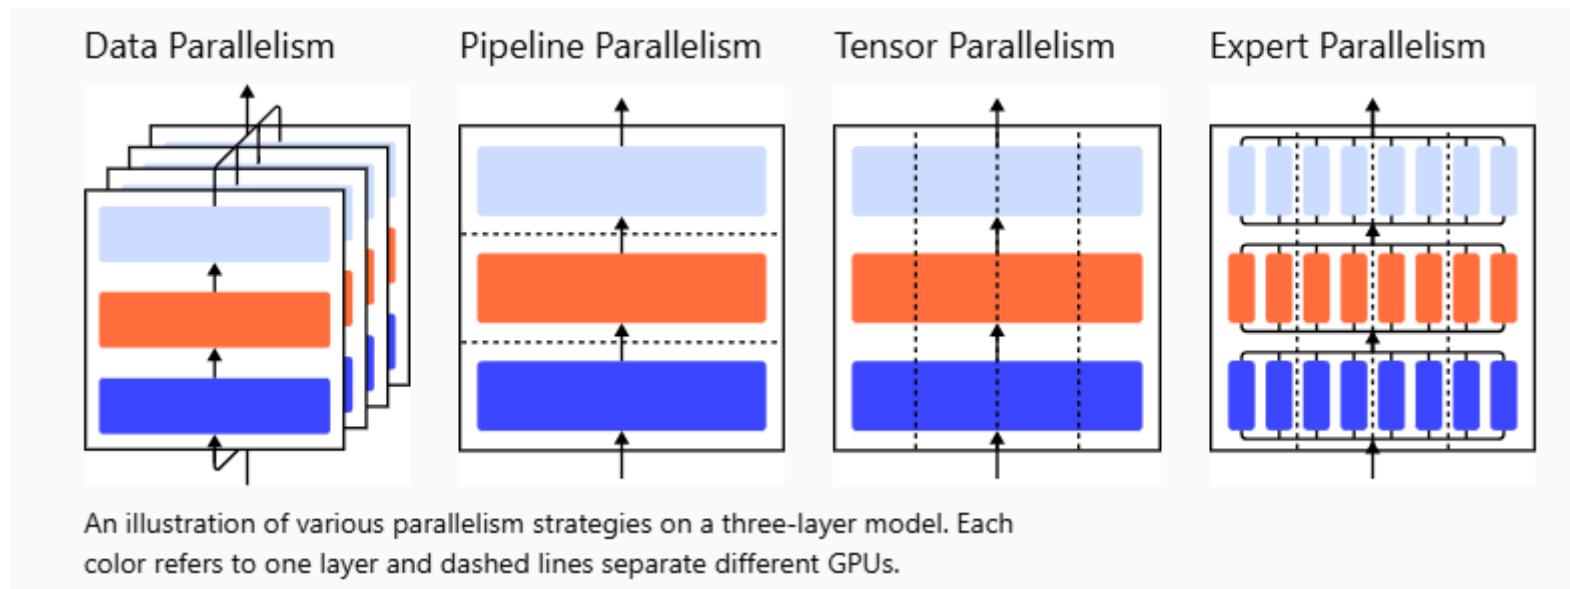 Data Parallelism
Pipeline Parallelism
Tensor Parallelism
Expert Parallelism
An illustration of various parallelism strategies on a three-layer model. Each
color refers to one layer and dashed lines separate different GPUs.